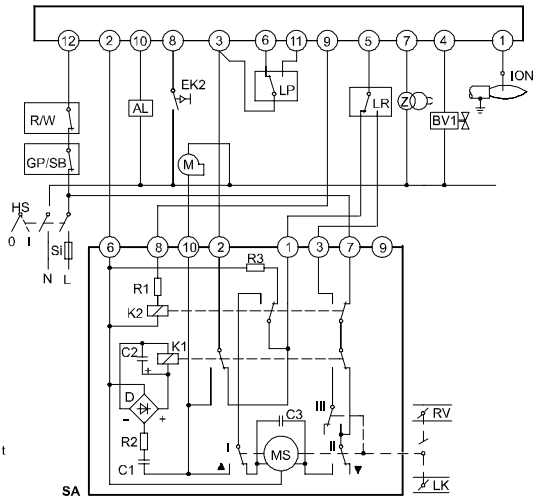 12 2 10 8 3 6 11 9 5 7 4 1
EK2 LP ION
R/W AL LR Z BV1
GP/SB M
HS
0 I Si
N L
6 8 10 2 1 3 7 9
R3
R1
K2
C2 K1
+
D
- +
III
C3 RV
R2
I MS II
t
C1
SA LK